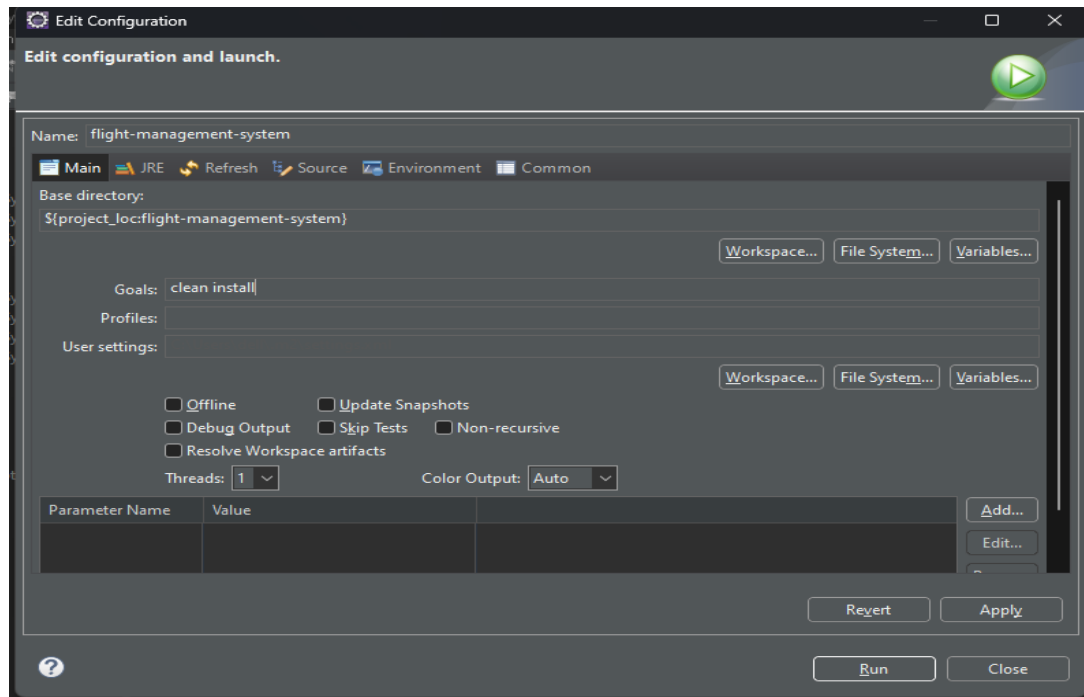 Edit Configuration
Edit configuration and launch.
Name: flight-management-system
Main JRE Refresh Source Environment Common
Base directory:
${project_loc:flight-management-system}
Workspace... File System... Variables...
Goals: clean install
Profiles:
User settings:
Workspace... File System... Variables...
Offline Update Snapshots
Debug Output Skip Tests Non-recursive
Resolve Workspace artifacts
Threads: 1 Color Output: Auto
Parameter Name Value Add...
Edit...
Revert Apply
? Run Close